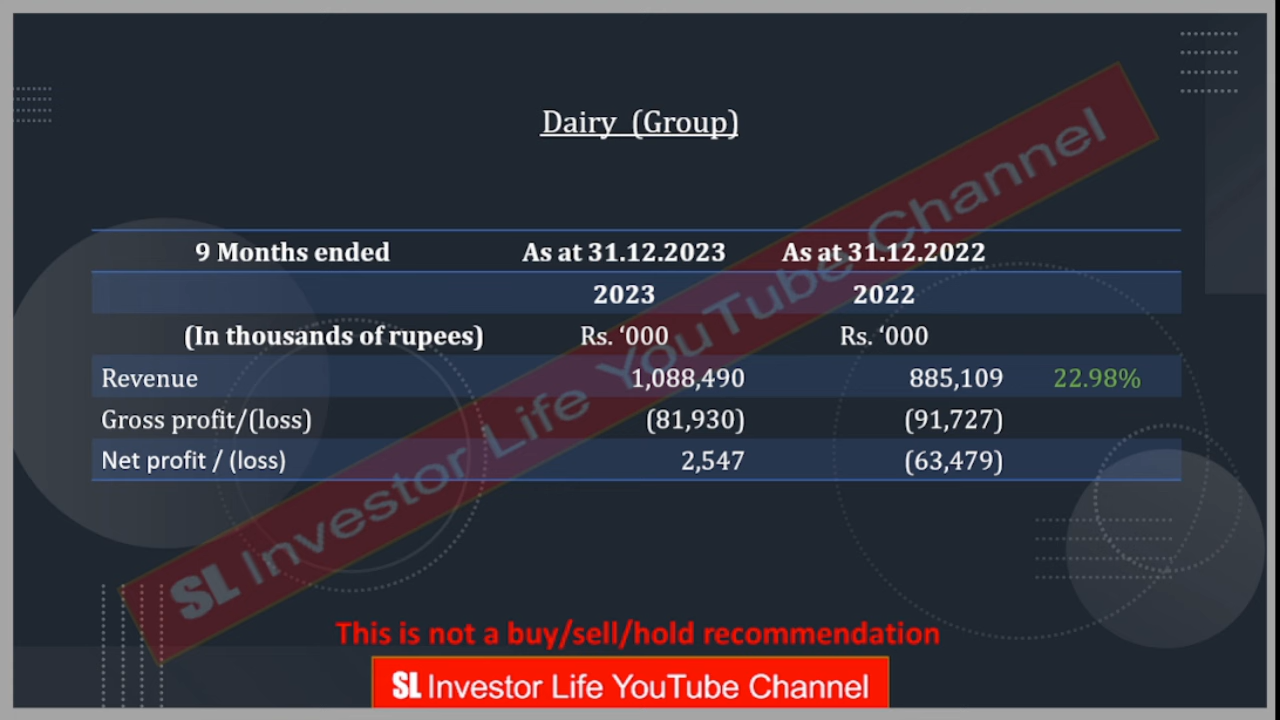 Dairy (Group)
9 Months ended As at 31.12.2023 As at 31.12.2022
2023 2022
(In thousands of rupees) Rs. ‘000 Rs. ‘000
Revenue 1,088,490 885,109 22.98%
Gross profit/(loss) (81,930) (91,727)
Net profit / (loss) 2,547 (63,479)
SL Investor Life YouTube Channel
This is not a buy/sell/hold recommendation
SL Investor Life YouTube Channel